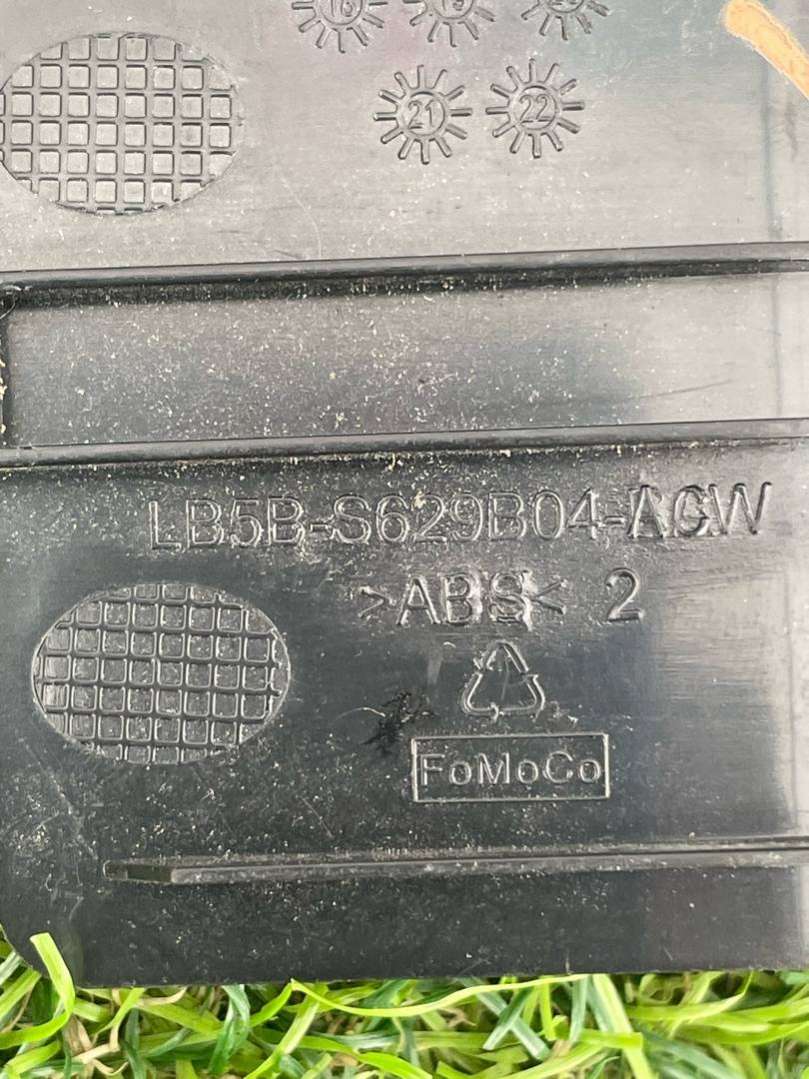 21 22
LB5B-S629B04-ACW
>ABS< 2
FoMoCo